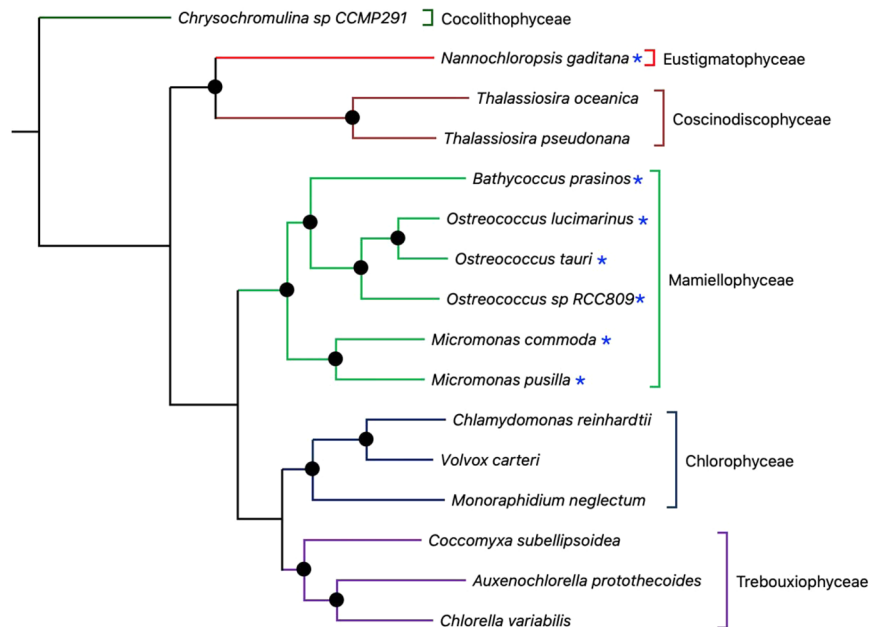 Chrysochromulina sp CCMP291 Cocolithophyceae
Nannochloropsis gaditana * Eustigmatophyceae
Thalassiosira oceanica
Coscinodiscophyceae
Thalassiosira pseudonana
Bathycoccus prasinos *
Ostreococcus lucimarinus *
Ostreococcus tauri *
Mamiellophyceae
Ostreococcus sp RCC809*
Micromonas commoda *
Micromonas pusilla *
Chlamydomonas reinhardtii
Volvox carteri
Chlorophyceae
Monoraphidium neglectum
Coccomyxa subellipsoidea
Auxenochlorella protothecoides
Trebouxiophyceae
Chlorella variabilis